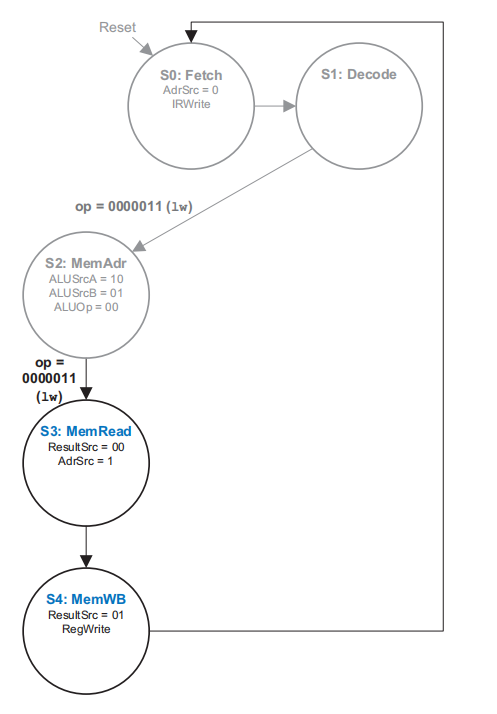 Reset
S0: Fetch
AdrSrc = 0
IRWrite
S1: Decode
op = 0000011 (lw)
S2: MemAdr
ALUSrcA = 10
ALUSrcB = 01
ALUOp = 00
op =
0000011
(lw)
S3: MemRead
ResultSrc = 00
AdrSrc = 1
S4: MemWB
ResultSrc = 01
RegWrite